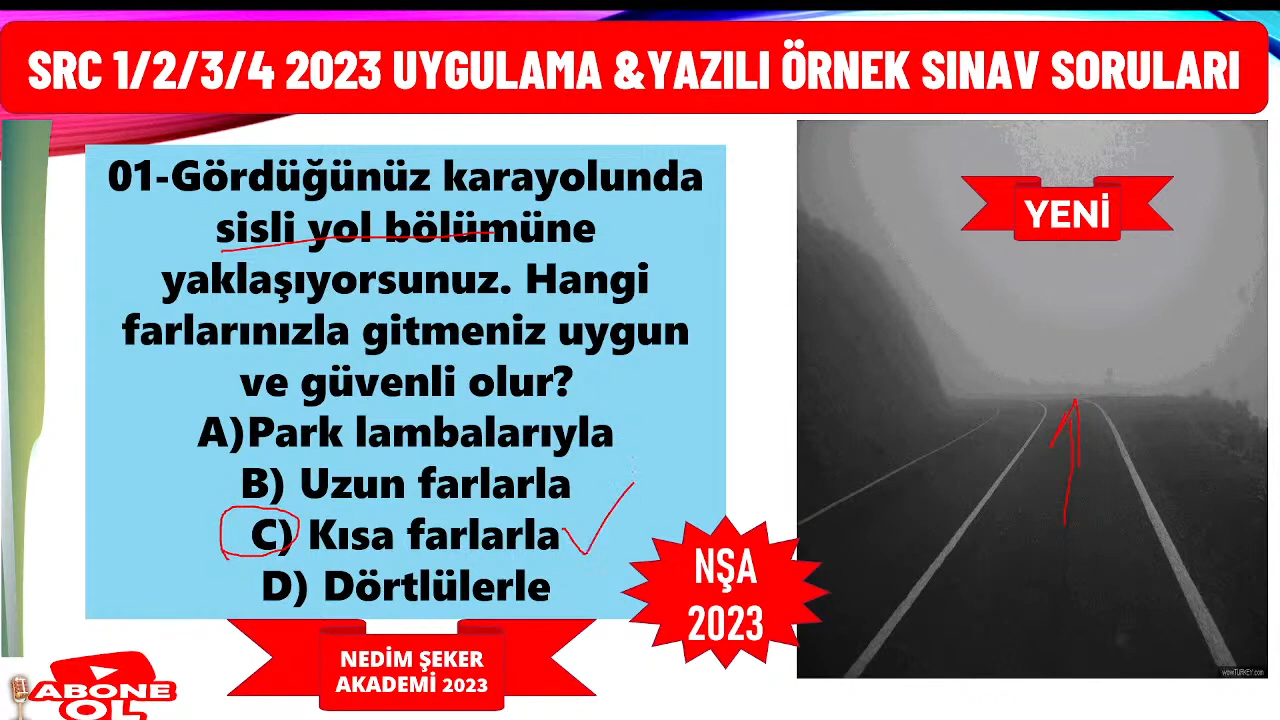 SRC 1/2/3/4 2023 UYGULAMA &YAZILI ÖRNEK SINAV SORULARI
01-Gördüğünüz karayolunda
sisli yol bölümüne
yaklaşıyorsunuz. Hangi
farlarınızla gitmeniz uygun
ve güvenli olur?
A)Park lambalarıyla
B) Uzun farlarla
C) Kısa farlarla
D) Dörtlülerle
YENİ
NŞA
2023
NEDİM ŞEKER
AKADEMİ 2023
ABONE
OL
wowTURKEY.com